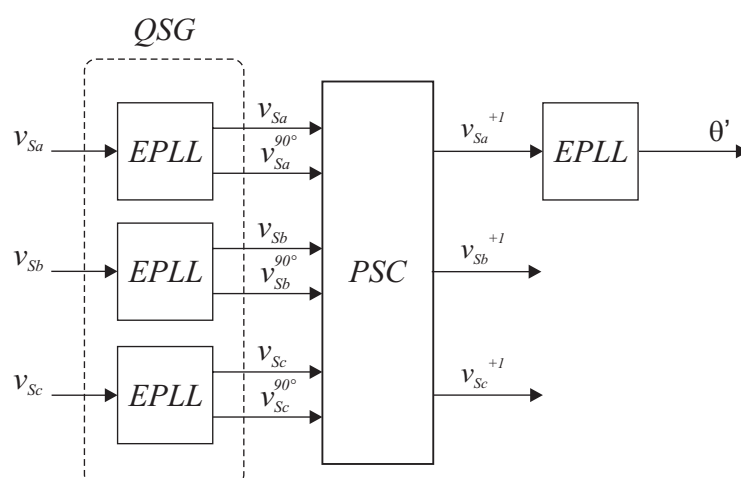 QSG
v_Sa EPLL v_Sa v_Sa^90° v_Sa^+1 EPLL θ’
v_Sb EPLL v_Sb v_Sb^90° PSC v_Sb^+1
v_Sc EPLL v_Sc v_Sc^90° v_Sc^+1